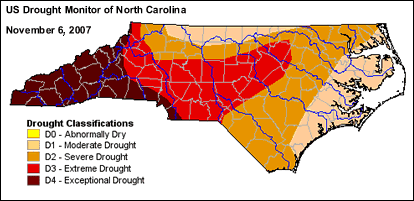 US Drought Monitor of North Carolina
November 6, 2007
Drought Classifications
D0 - Abnormally Dry
D1 - Moderate Drought
D2 - Severe Drought
D3 - Extreme Drought
D4 - Exceptional Drought